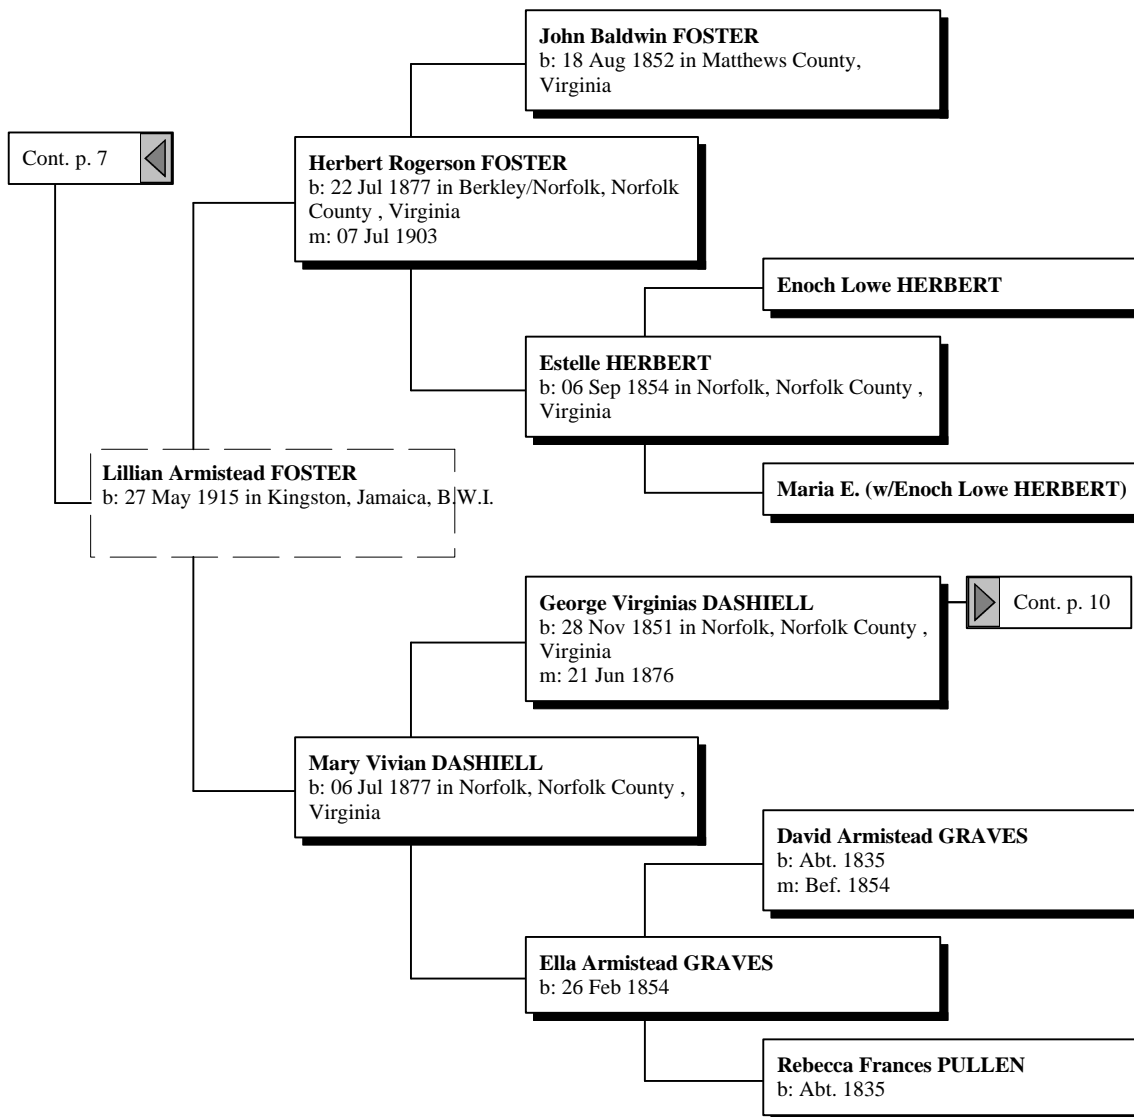 John Baldwin FOSTER
b: 18 Aug 1852 in Matthews County,
Virginia
Cont. p. 7
Herbert Rogerson FOSTER
b: 22 Jul 1877 in Berkley/Norfolk, Norfolk
County , Virginia
m: 07 Jul 1903
Enoch Lowe HERBERT
Estelle HERBERT
b: 06 Sep 1854 in Norfolk, Norfolk County ,
Virginia
Lillian Armistead FOSTER
b: 27 May 1915 in Kingston, Jamaica, B.W.I.
Maria E. (w/Enoch Lowe HERBERT)
George Virginias DASHIELL
b: 28 Nov 1851 in Norfolk, Norfolk County ,
Virginia
m: 21 Jun 1876
Cont. p. 10
Mary Vivian DASHIELL
b: 06 Jul 1877 in Norfolk, Norfolk County ,
Virginia
David Armistead GRAVES
b: Abt. 1835
m: Bef. 1854
Ella Armistead GRAVES
b: 26 Feb 1854
Rebecca Frances PULLEN
b: Abt. 1835